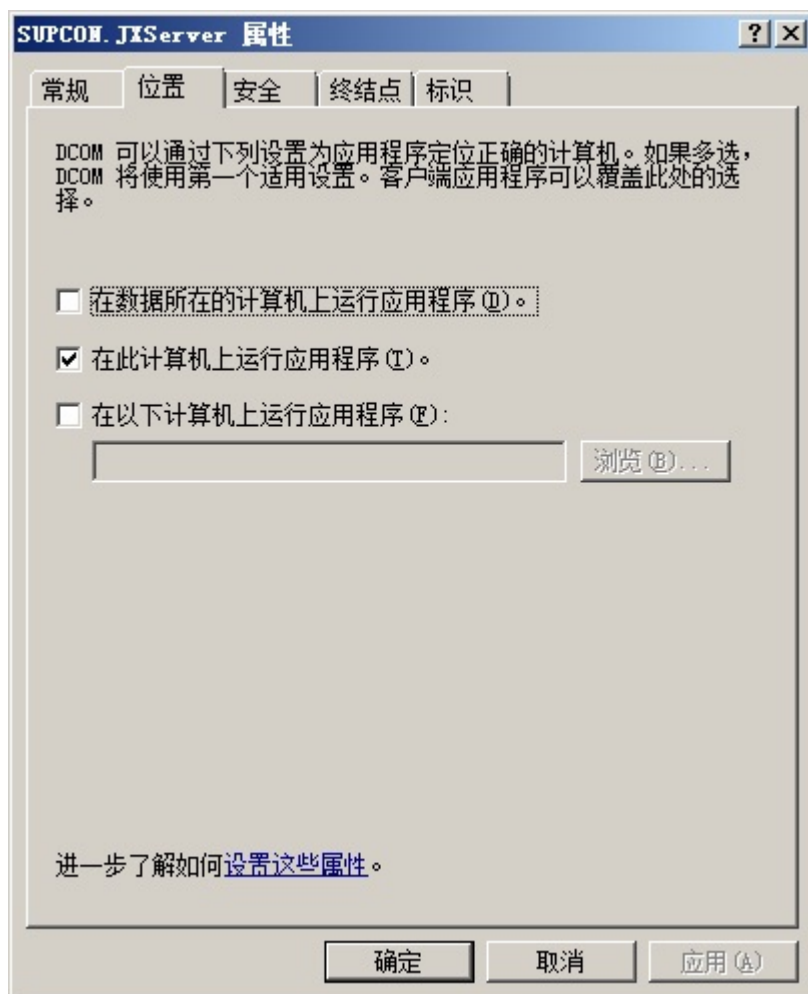 SUPCON.JXServer 属性
常规 位置 安全 终结点 标识
DCOM 可以通过下列设置为应用程序定位正确的计算机。如果多选,
DCOM 将使用第一个适用设置。客户端应用程序可以覆盖此处的选
择。
在数据所在的计算机上运行应用程序(D)。
在此计算机上运行应用程序(T)。
在以下计算机上运行应用程序(F):
浏览(B)...
进一步了解如何设置这些属性。
确定 取消 应用(A)